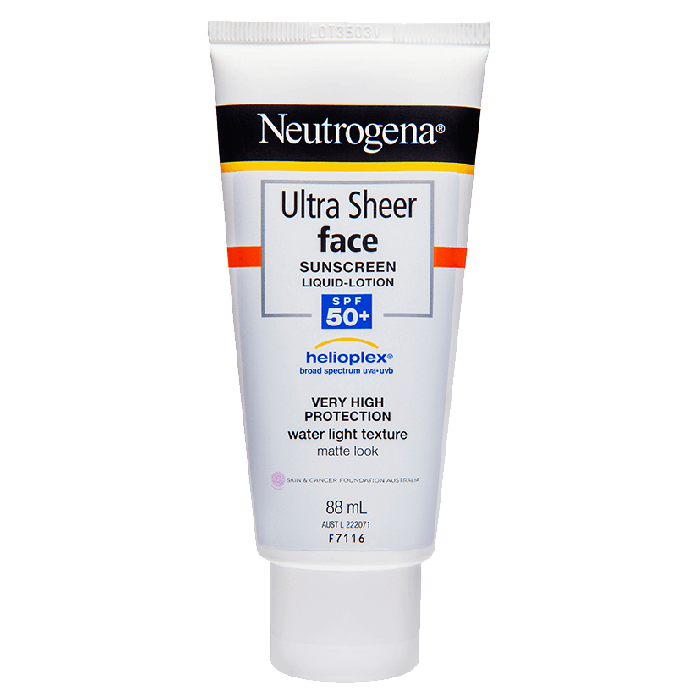 LOT3503V
Neutrogena®
Ultra Sheer
face
SUNSCREEN
LIQUID-LOTION
SPF
50+
helioplex®
broad spectrum uva•uvb
VERY HIGH
PROTECTION
water light texture
matte look
SKIN & CANCER FOUNDATION AUSTRALIA
88 mL
AUST L 222071
F7116